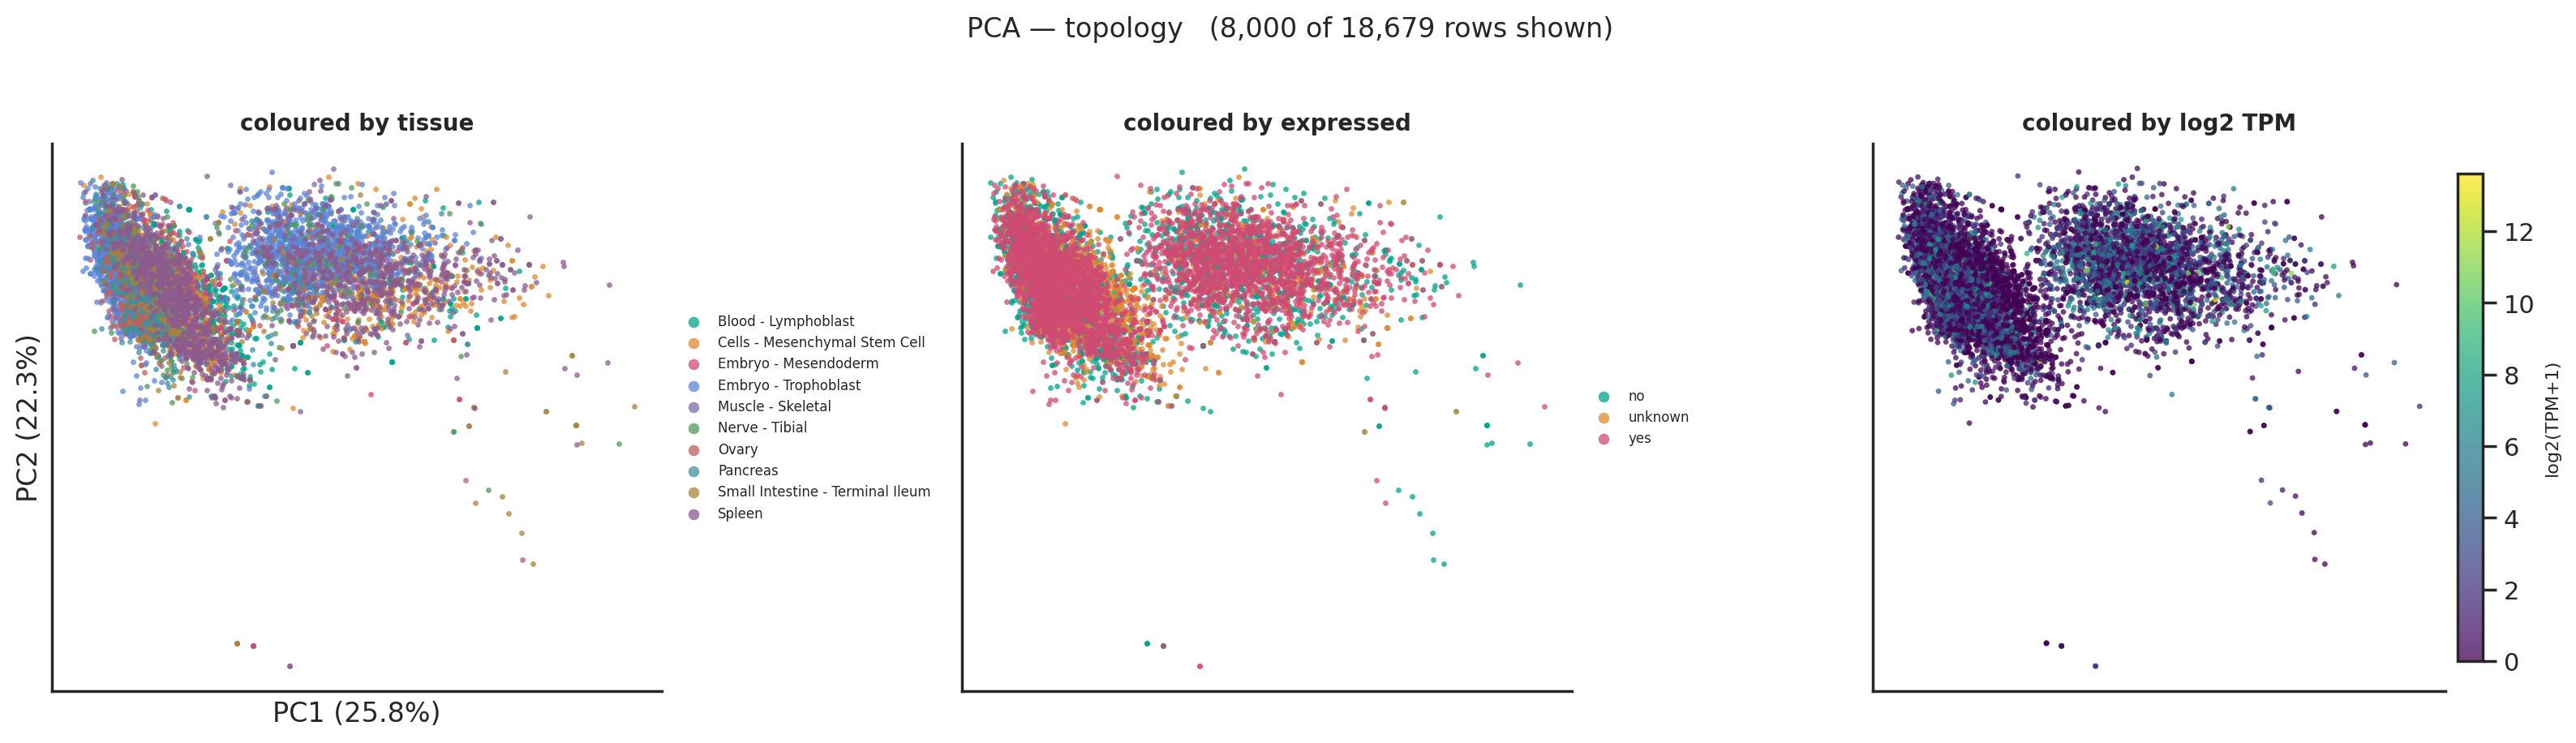 PCA — topology   (8,000 of 18,679 rows shown)
coloured by tissue
PC2 (22.3%)
PC1 (25.8%)
Blood - Lymphoblast
Cells - Mesenchymal Stem Cell
Embryo - Mesendoderm
Embryo - Trophoblast
Muscle - Skeletal
Nerve - Tibial
Ovary
Pancreas
Small Intestine - Terminal Ileum
Spleen
coloured by expressed
no
unknown
yes
coloured by log2 TPM
12
10
8
6
4
2
0
log2(TPM+1)